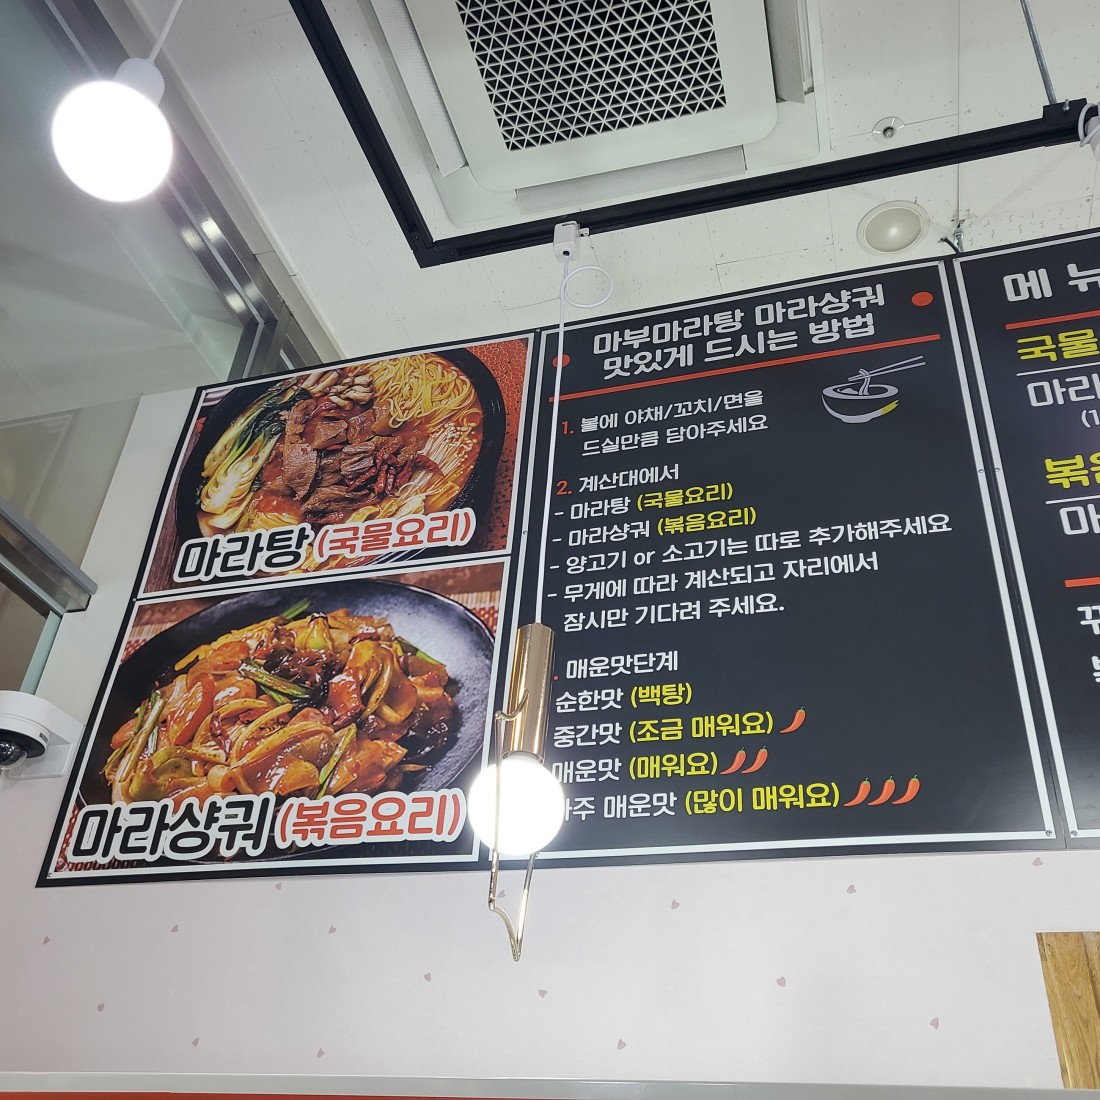 마라탕 (국물요리)
마라샹궈 (볶음요리)
마부마라탕 마라샹궈
맛있게 드시는 방법
1. 볼에 야채/꼬치/면을
드실만큼 담아주세요
2. 계산대에서
- 마라탕 (국물요리)
- 마라샹궈 (볶음요리)
- 양고기 or 소고기는 따로 추가해주세요
- 무게에 따라 계산되고 자리에서
잠시만 기다려 주세요.
매운맛단계
순한맛 (백탕)
중간맛 (조금 매워요)
매운맛 (매워요)
매운맛 (많이 매워요)
메
국물